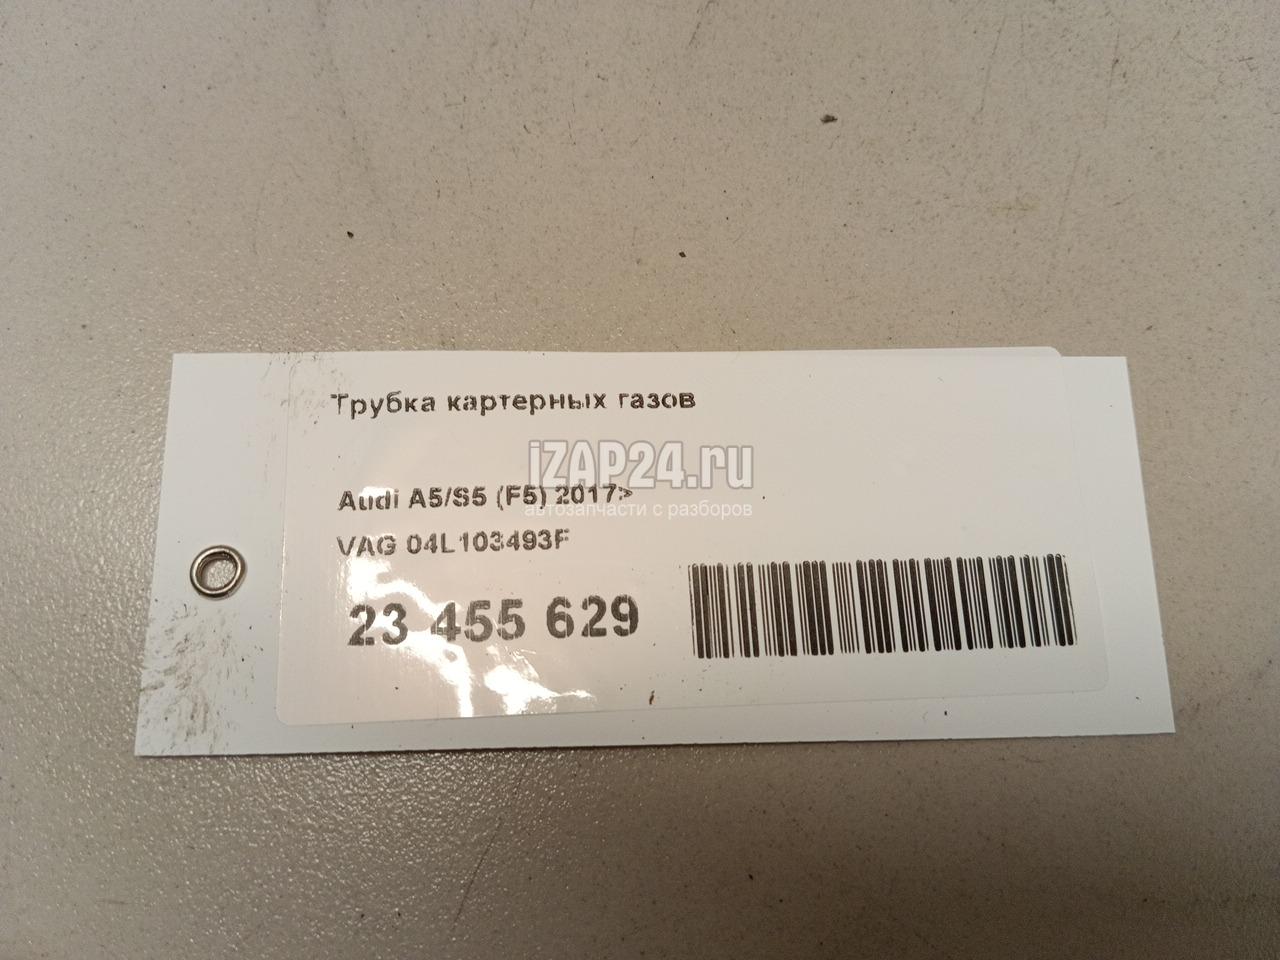 Трубка картерных газов
iZAP24.ru
Audi A5/S5 (F5) 2017>
автозапчасти с разборов
VAG 04L103493F
23 455 629